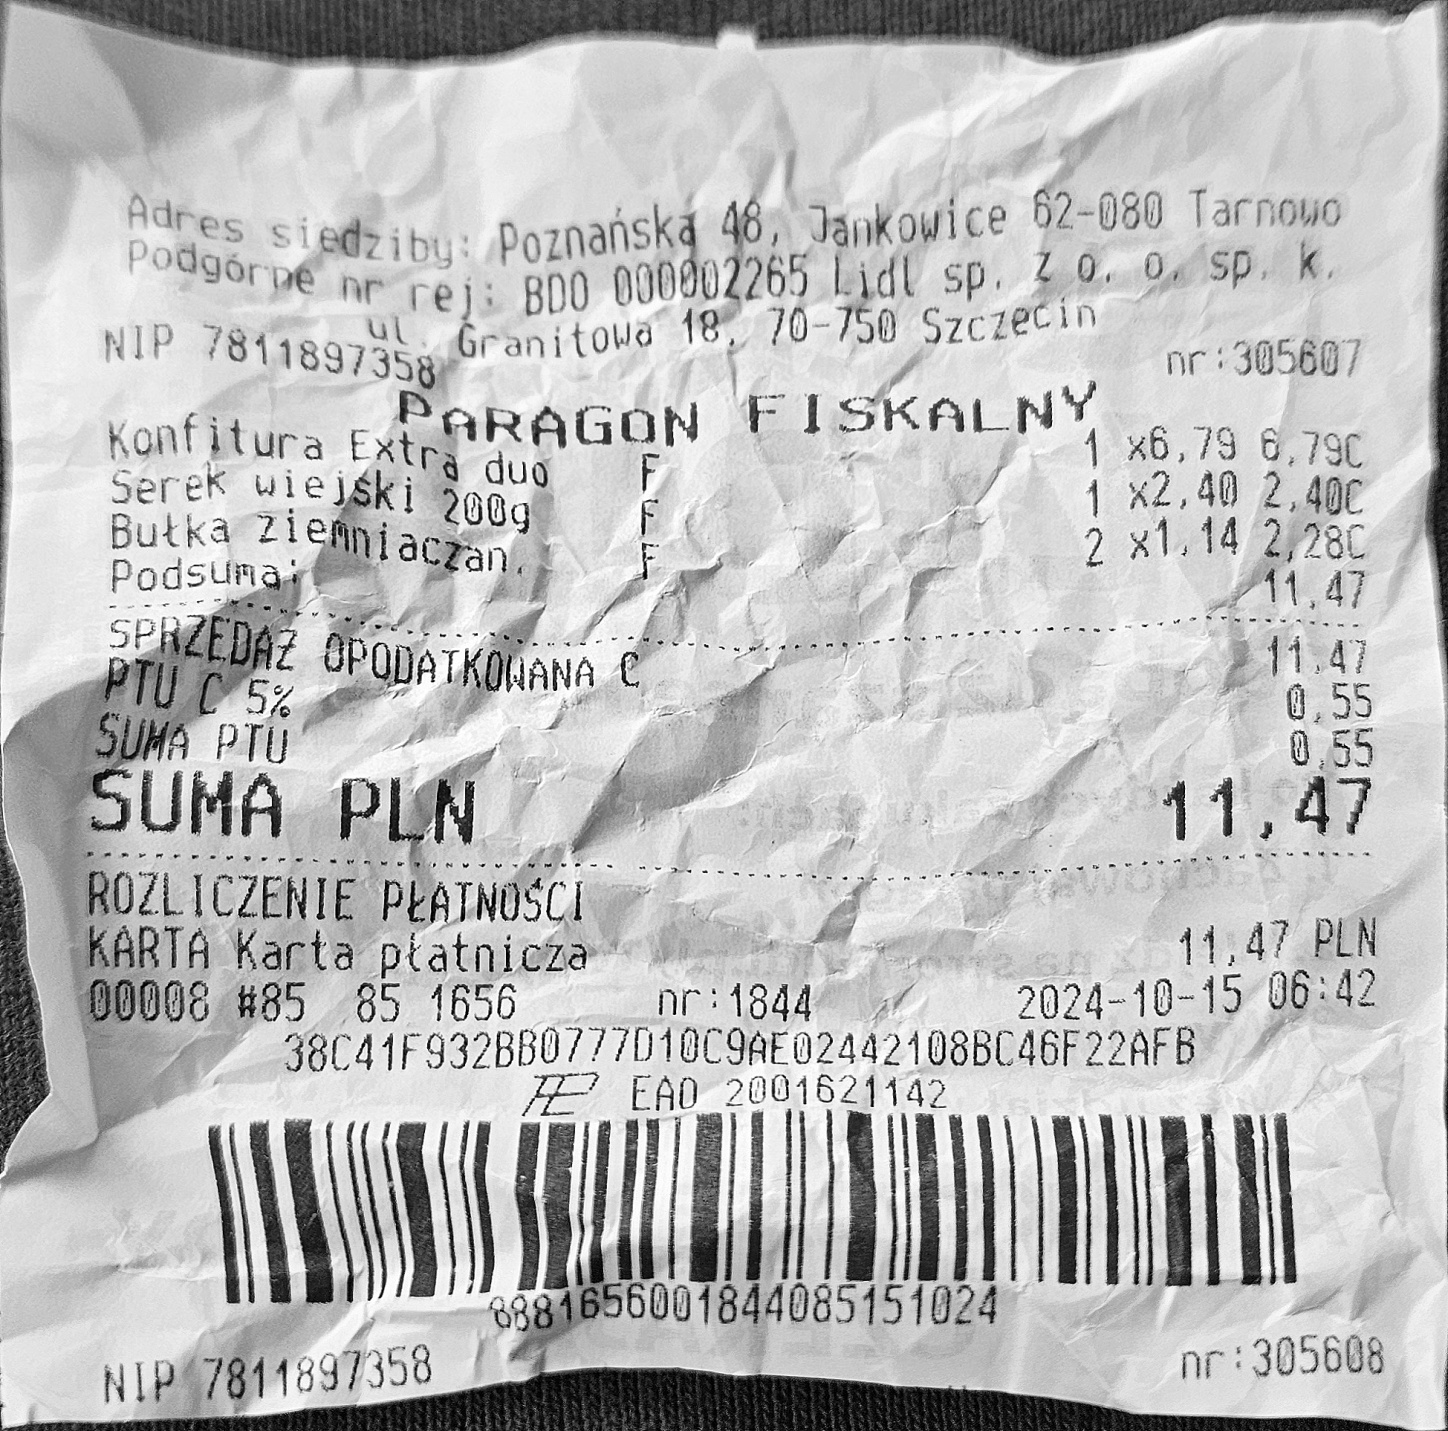 Adres siedziby: Poznańska 48, Jankowice 62-080 Tarnowo
Podgórne nr rej: BDO 000002265 Lidl sp. z o. o. sp. k.
ul. Granitowa 18, 70-750 Szczecin
NIP 7811897358 nr:305607
PARAGON FISKALNY
Konfitura Extra duo F 1 x6,79 6,79C
Serek wiejski 200g F 1 x2,40 2,40C
Bułka ziemniaczan. F 2 x1,14 2,28C
Podsuma: 11,47
SPRZEDAŻ OPODATKOWANA C 11,47
PTU C 5% 0,55
SUMA PTU 0,55
SUMA PLN 11,47
ROZLICZENIE PŁATNOŚCI
KARTA Karta płatnicza 11,47 PLN
00008 #85 85 1656 nr:1844 2024-10-15 06:42
38C41F932BB0777D10C9AE02442108BC46F22AFB
EAD 2001621142
8881656001844085151024
NIP 7811897358 nr:305608